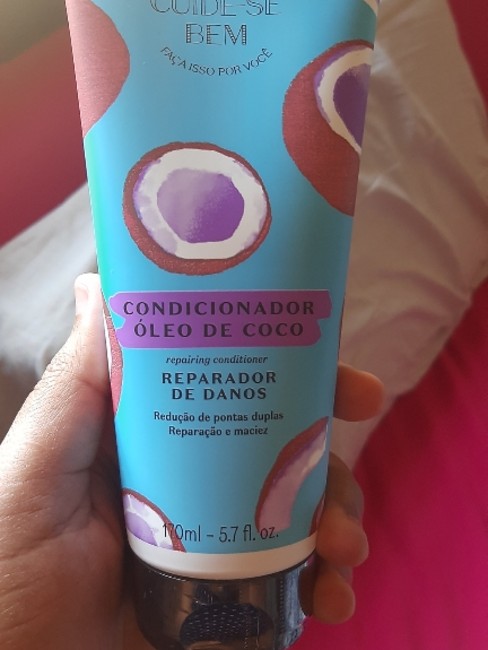 CUIDE-SE
BEM
FAÇA ISSO POR VOCÊ
CONDICIONADOR
ÓLEO DE COCO
repairing conditioner
REPARADOR
DE DANOS
Redução de pontas duplas
Reparação e maciez
170ml – 5.7 fl. oz.